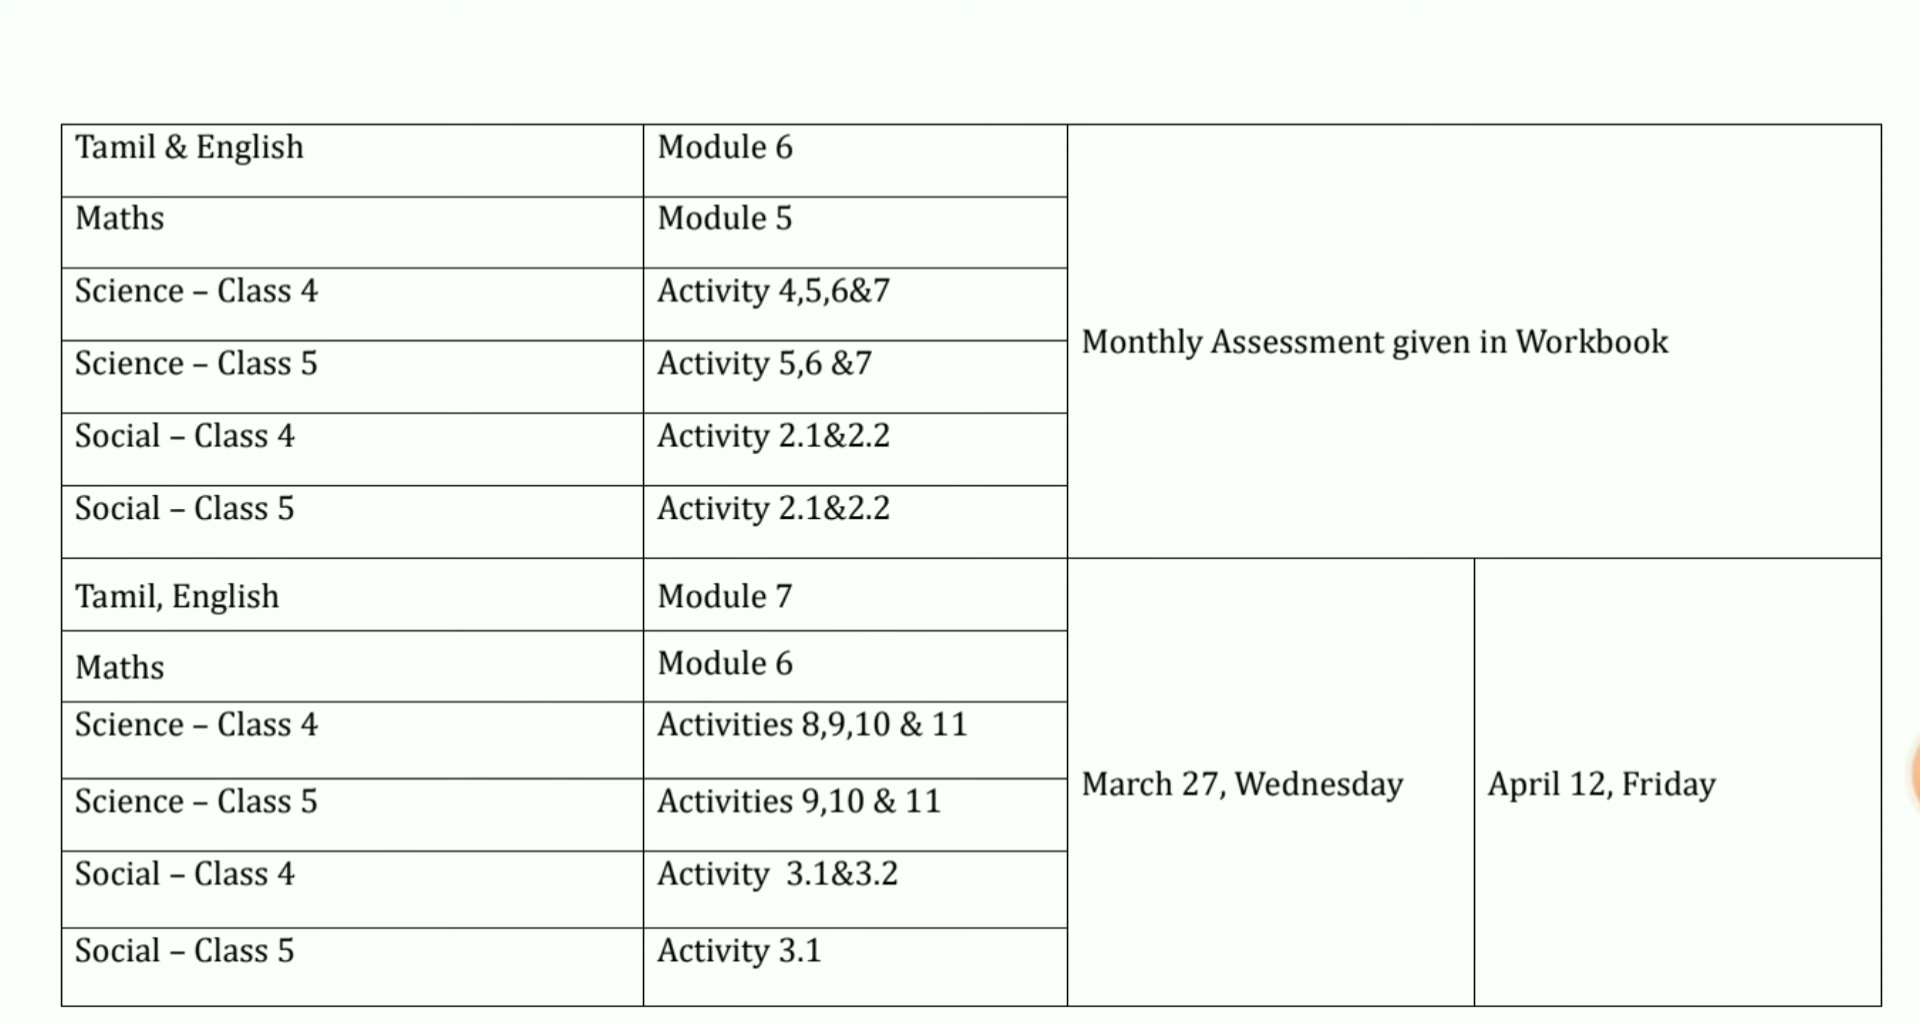 Tamil & English
Module 6
Maths
Module 5
Science – Class 4
Activity 4,5,6&7
Monthly Assessment given in Workbook
Science – Class 5
Activity 5,6 &7
Social – Class 4
Activity 2.1&2.2
Social – Class 5
Activity 2.1&2.2
Tamil, English
Module 7
Maths
Module 6
Science – Class 4
Activities 8,9,10 & 11
March 27, Wednesday
April 12, Friday
Science – Class 5
Activities 9,10 & 11
Social – Class 4
Activity  3.1&3.2
Social – Class 5
Activity 3.1